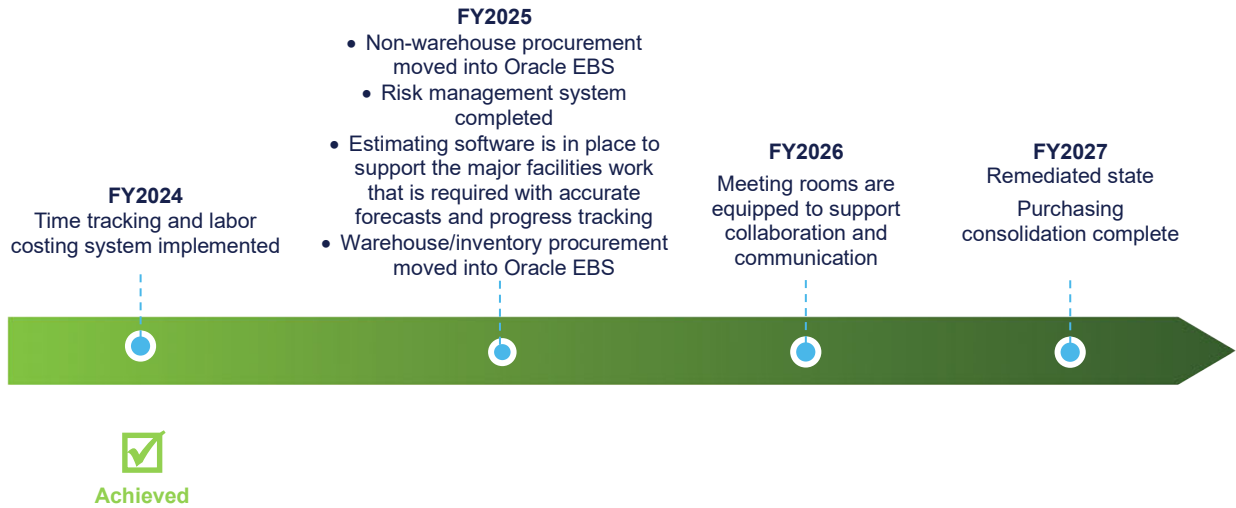 FY2024
Time tracking and labor
costing system implemented
FY2025
• Non-warehouse procurement
moved into Oracle EBS
• Risk management system
completed
• Estimating software is in place to
support the major facilities work
that is required with accurate
forecasts and progress tracking
• Warehouse/inventory procurement
moved into Oracle EBS
FY2026
Meeting rooms are
equipped to support
collaboration and
communication
FY2027
Remediated state
Purchasing
consolidation complete
Achieved